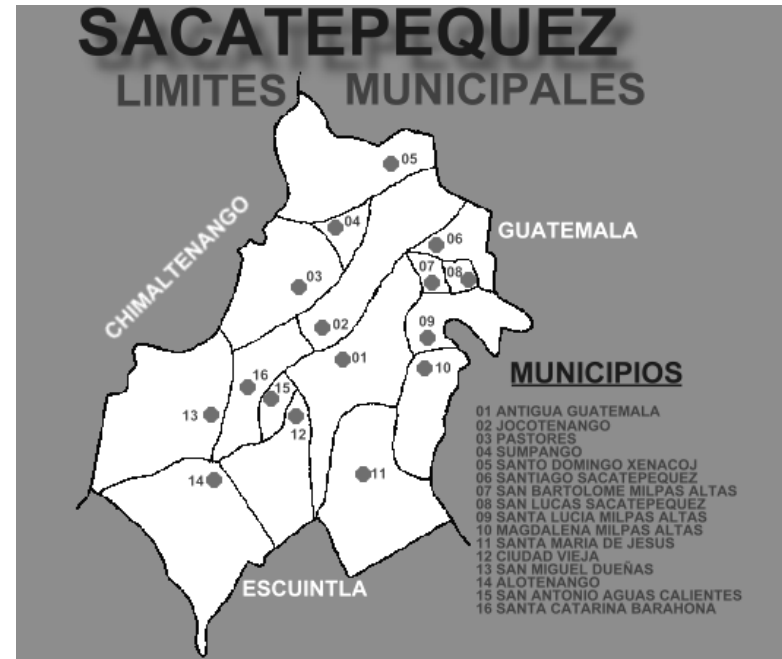 SACATEPEQUEZ
LIMITES MUNICIPALES
05
CHIMALTENANGO
04
GUATEMALA
06
07
08
03
02
09
01
10
MUNICIPIOS
16
15
13
12
01 ANTIGUA GUATEMALA
02 JOCOTENANGO
03 PASTORES
04 SUMPANGO
05 SANTO DOMINGO XENACOJ
06 SANTIAGO SACATEPEQUEZ
07 SAN BARTOLOME MILPAS ALTAS
08 SAN LUCAS SACATEPEQUEZ
09 SANTA LUCIA MILPAS ALTAS
10 MAGDALENA MILPAS ALTAS
11 SANTA MARIA DE JESUS
12 CIUDAD VIEJA
13 SAN MIGUEL DUEÑAS
14 ALOTENANGO
15 SAN ANTONIO AGUAS CALIENTES
16 SANTA CATARINA BARAHONA
11
14
ESCUINTLA